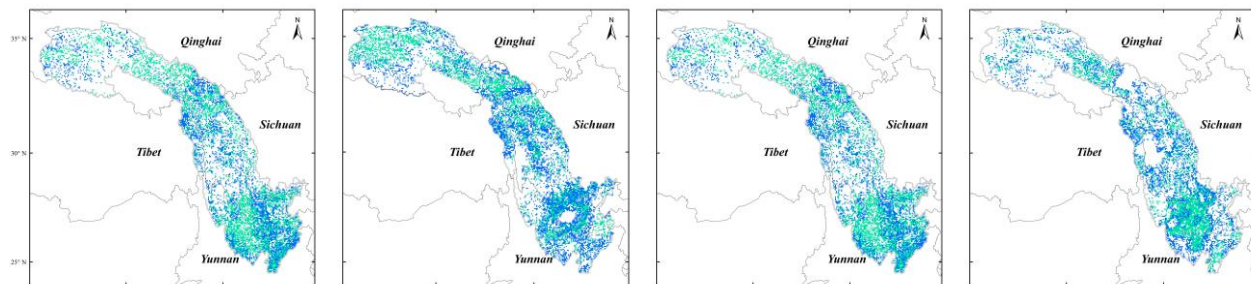 N
35° N
Qinghai
Sichuan
30° N
Tibet
Yunnan
25° N
N
Qinghai
Sichuan
Tibet
Yunnan
N
Qinghai
Sichuan
Tibet
Yunnan
N
Qinghai
Sichuan
Tibet
Yunnan